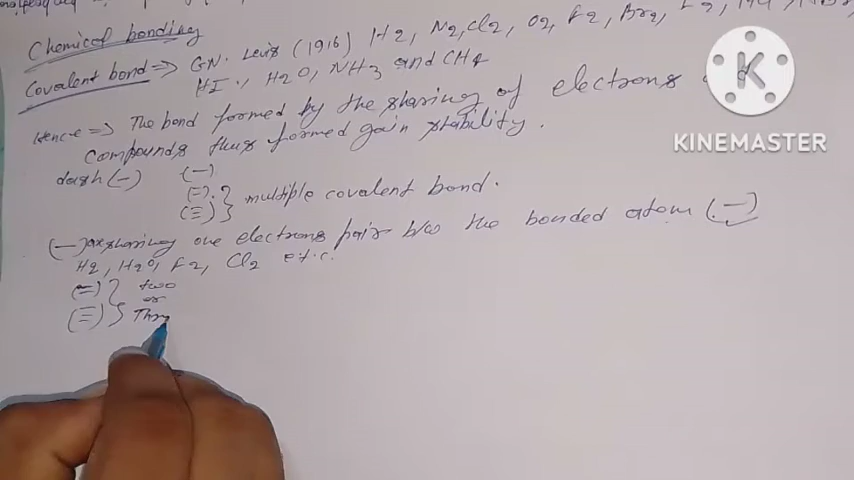 Chemical bonding
Covalent bond => G.N. Lewis (1916) H2, N2, Cl2, O2, F2, Br2,
HI., H2O, NH3 and CH4
Hence => The bond formed by the sharing of electrons
compounds thus formed gain stability.
dash (-) (-)
(=).
(≡) } multiple covalent bond.
(-) sharing one electrons pair b/w the bonded atom (-)
H2, H2O, F2, Cl2 etc.
(=) } two
or
(≡) Thr
K
KINEMASTER